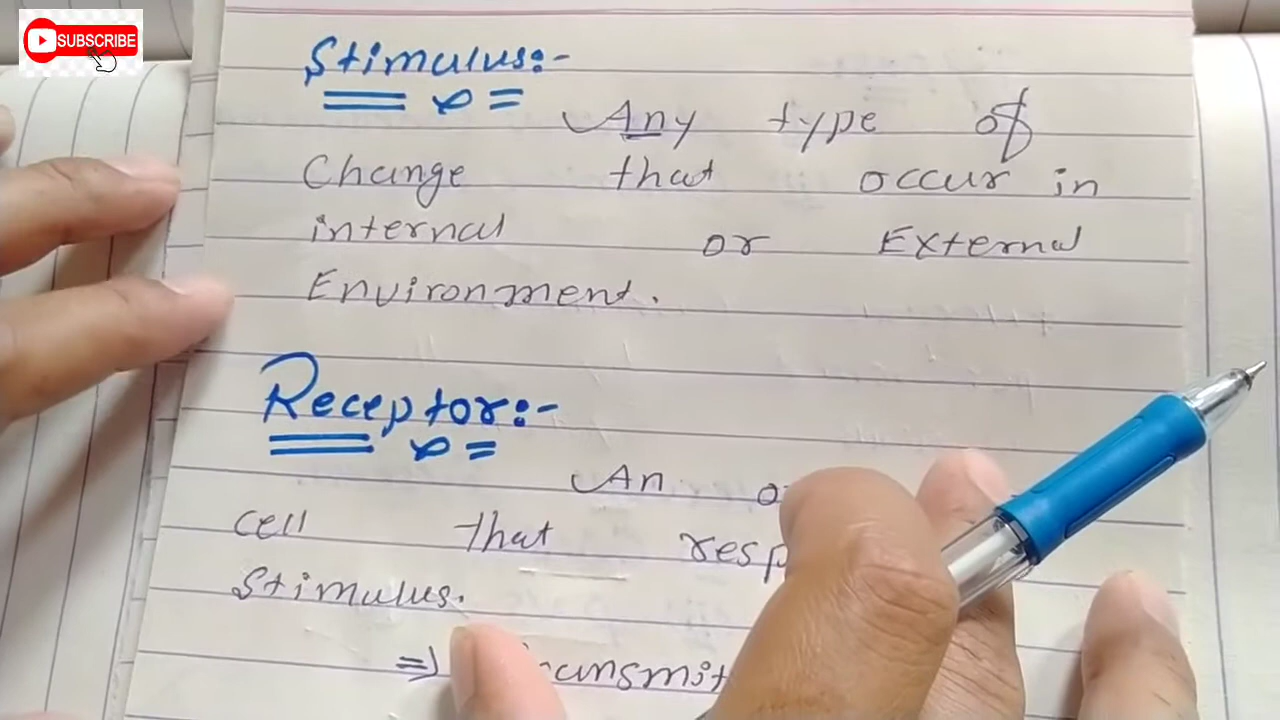 SUBSCRIBE
Stimulus:-
Any type of
Change that occur in
internal or External
Environment.
Receptor:-
An
cell that
Stimulus.
⇒